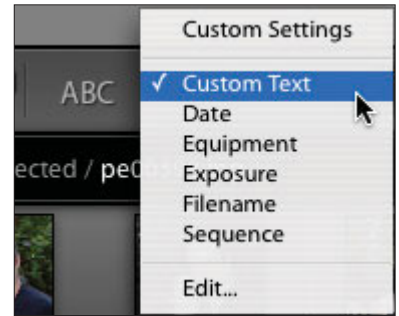 Custom Settings
ABC
✓ Custom Text
Date
Equipment
ected / pe
Exposure
Filename
Sequence
Edit...